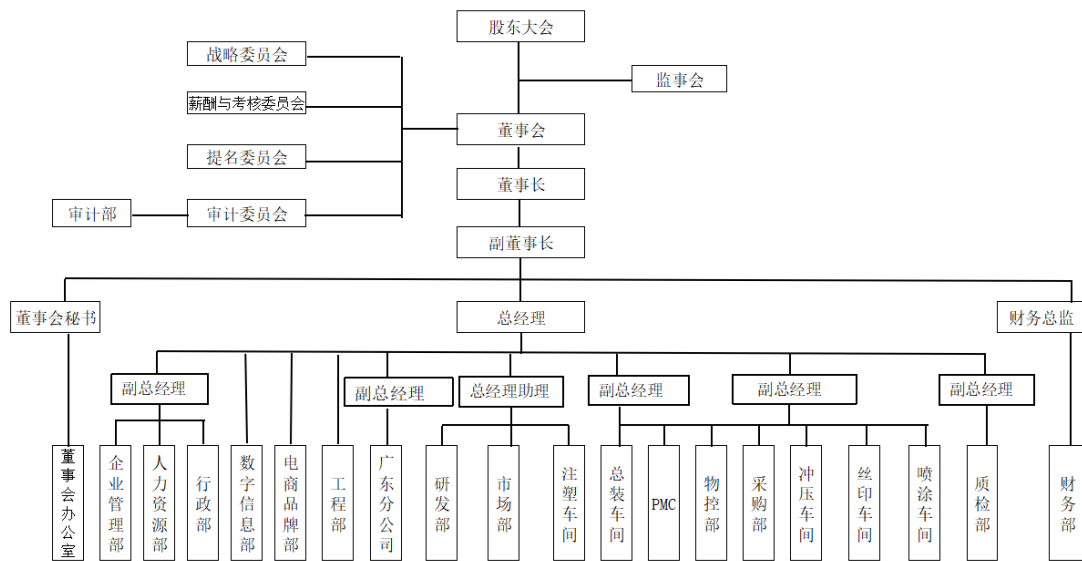 股东大会
战略委员会
监事会
薪酬与考核委员会
董事会
提名委员会
董事长
审计部
审计委员会
副董事长
董事会秘书
总经理
财务总监
副总经理
副总经理
总经理助理
副总经理
副总经理
副总经理
董事会办公室
企业管理部
人力资源部
行政部
数字信息部
电商品牌部
工程部
广东分公司
研发部
市场部
注塑车间
总装车间
PMC
物控部
采购部
冲压车间
丝印车间
喷涂车间
质检部
财务部